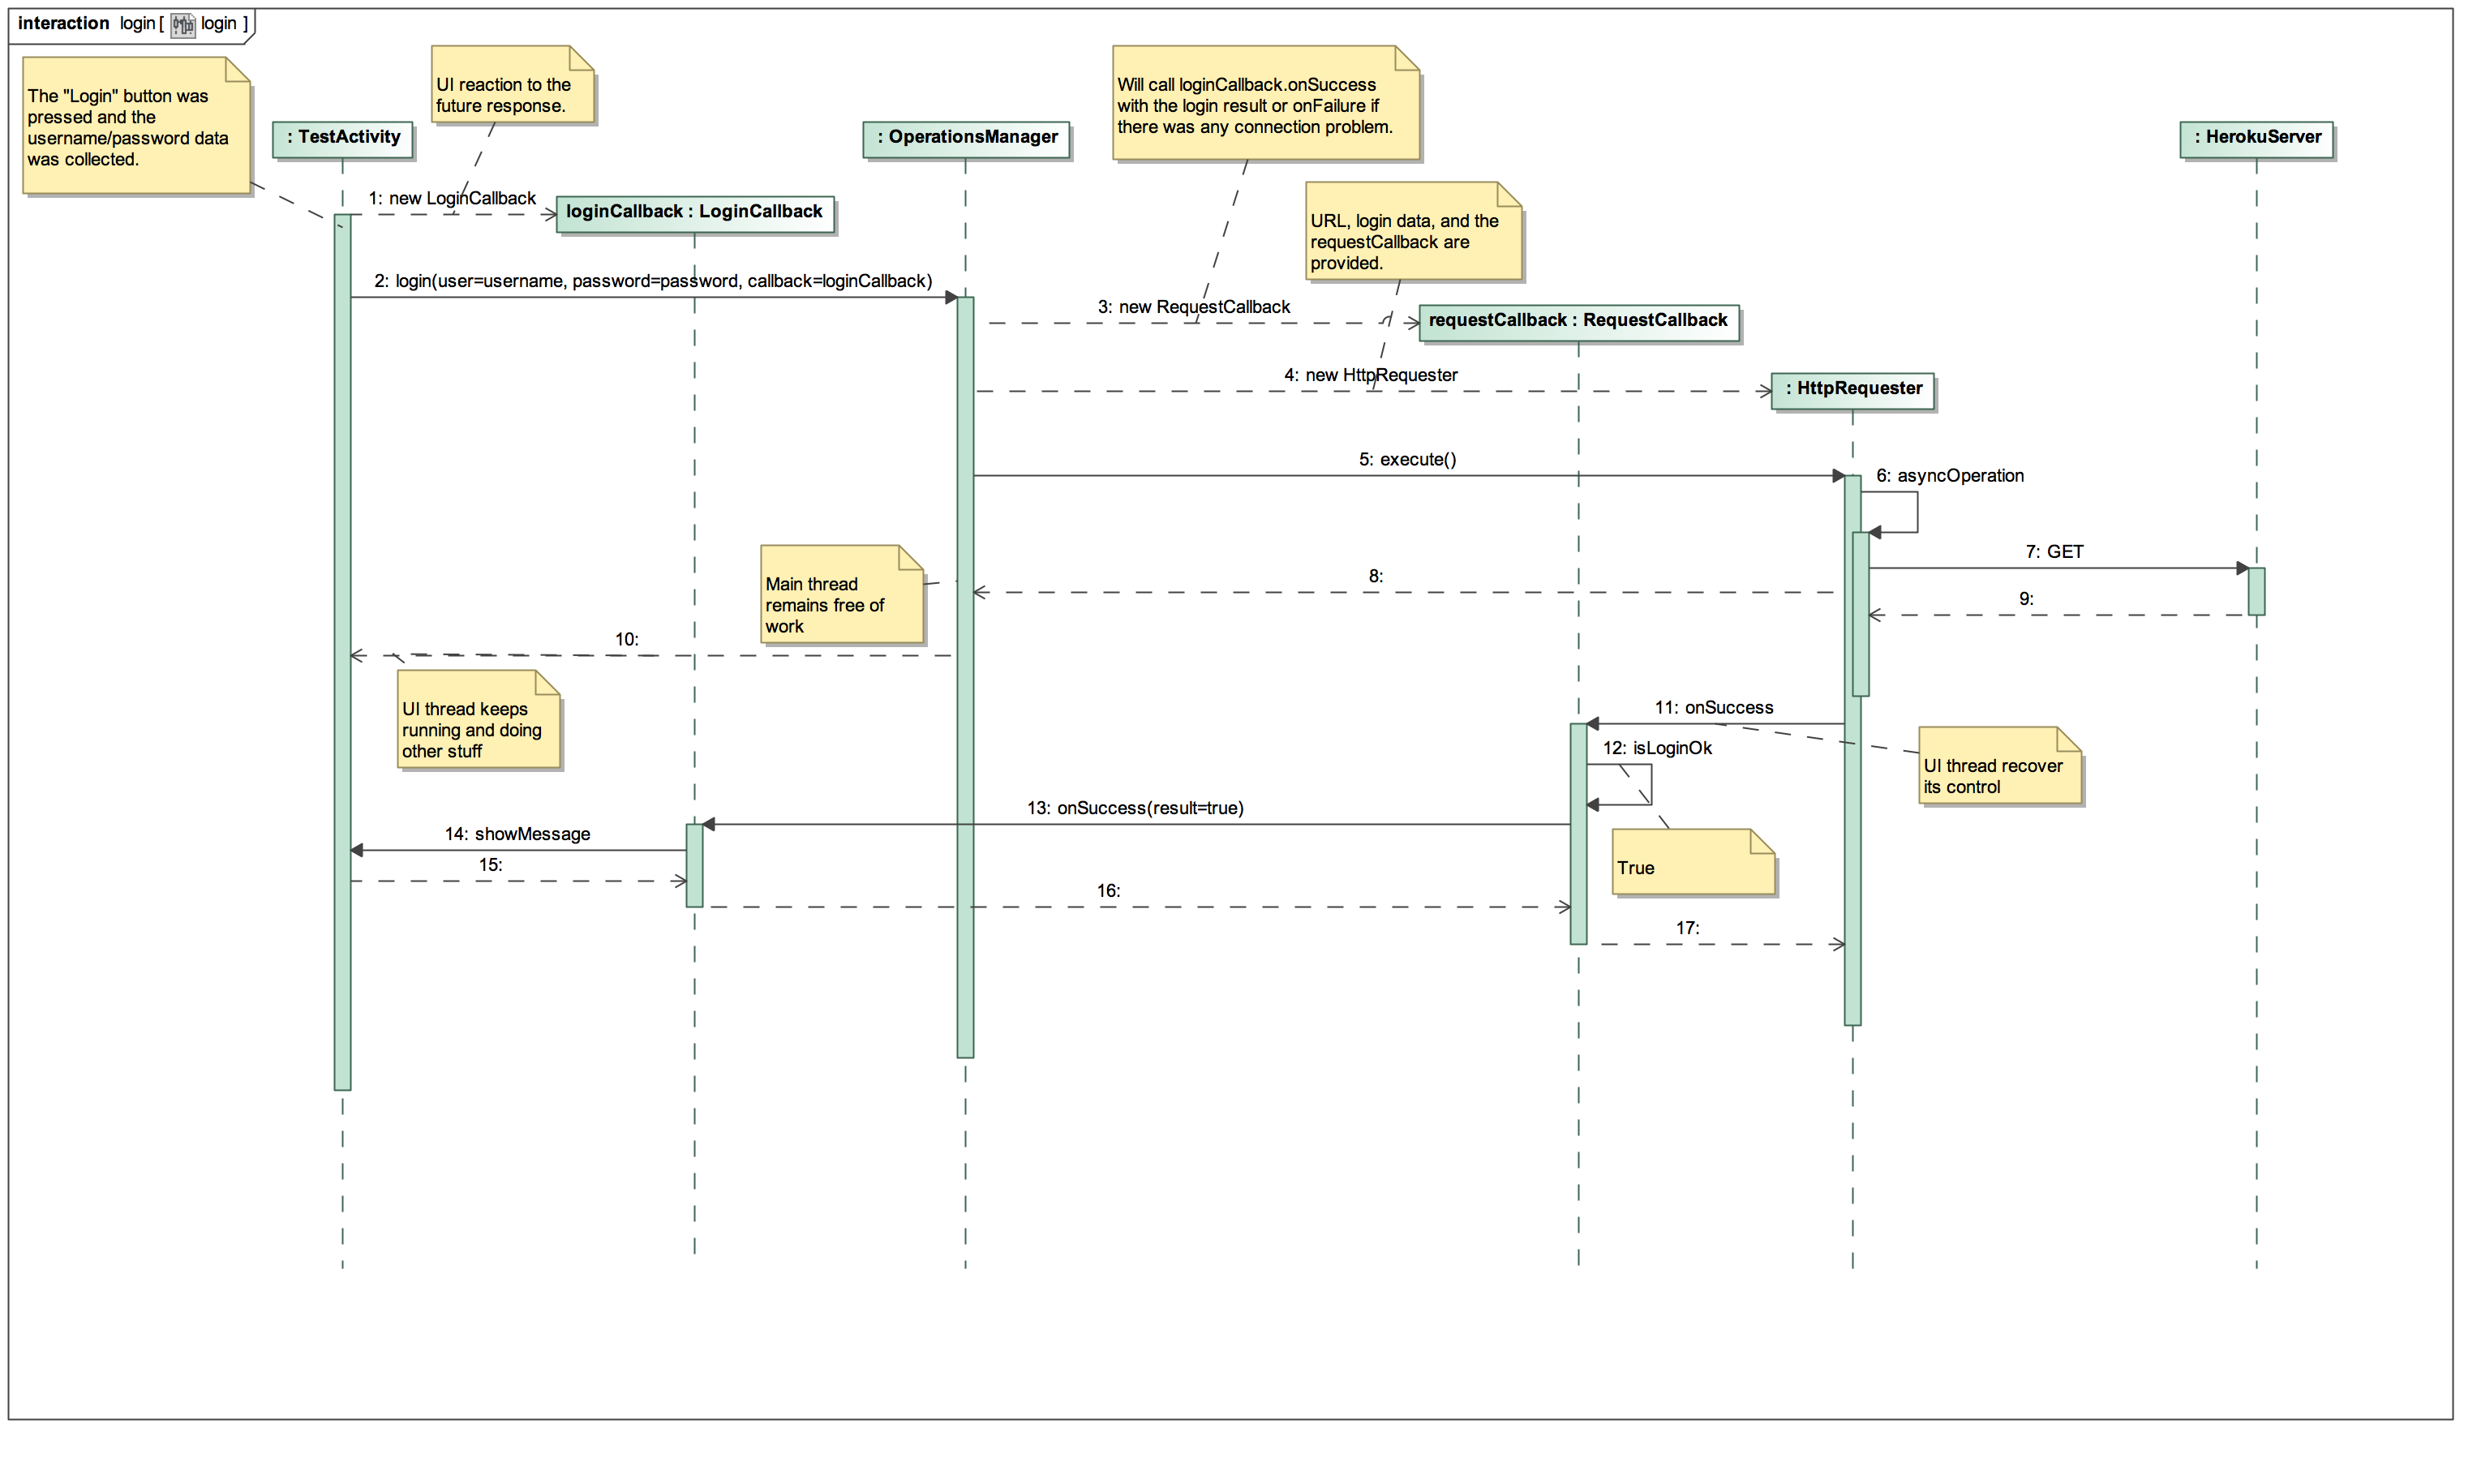 interaction login [ login ]
The "Login" button was
pressed and the
username/password data
was collected.
UI reaction to the
future response.
Will call loginCallback.onSuccess
with the login result or onFailure if
there was any connection problem.
: TestActivity
: OperationsManager
: HerokuServer
1: new LoginCallback
loginCallback : LoginCallback
URL, login data, and the
requestCallback are
provided.
2: login(user=username, password=password, callback=loginCallback)
3: new RequestCallback
requestCallback : RequestCallback
4: new HttpRequester
: HttpRequester
5: execute()
6: asyncOperation
7: GET
Main thread
remains free of
work
8:
9:
10:
UI thread keeps
running and doing
other stuff
11: onSuccess
12: isLoginOk
UI thread recover
its control
13: onSuccess(result=true)
14: showMessage
15:
True
16:
17: